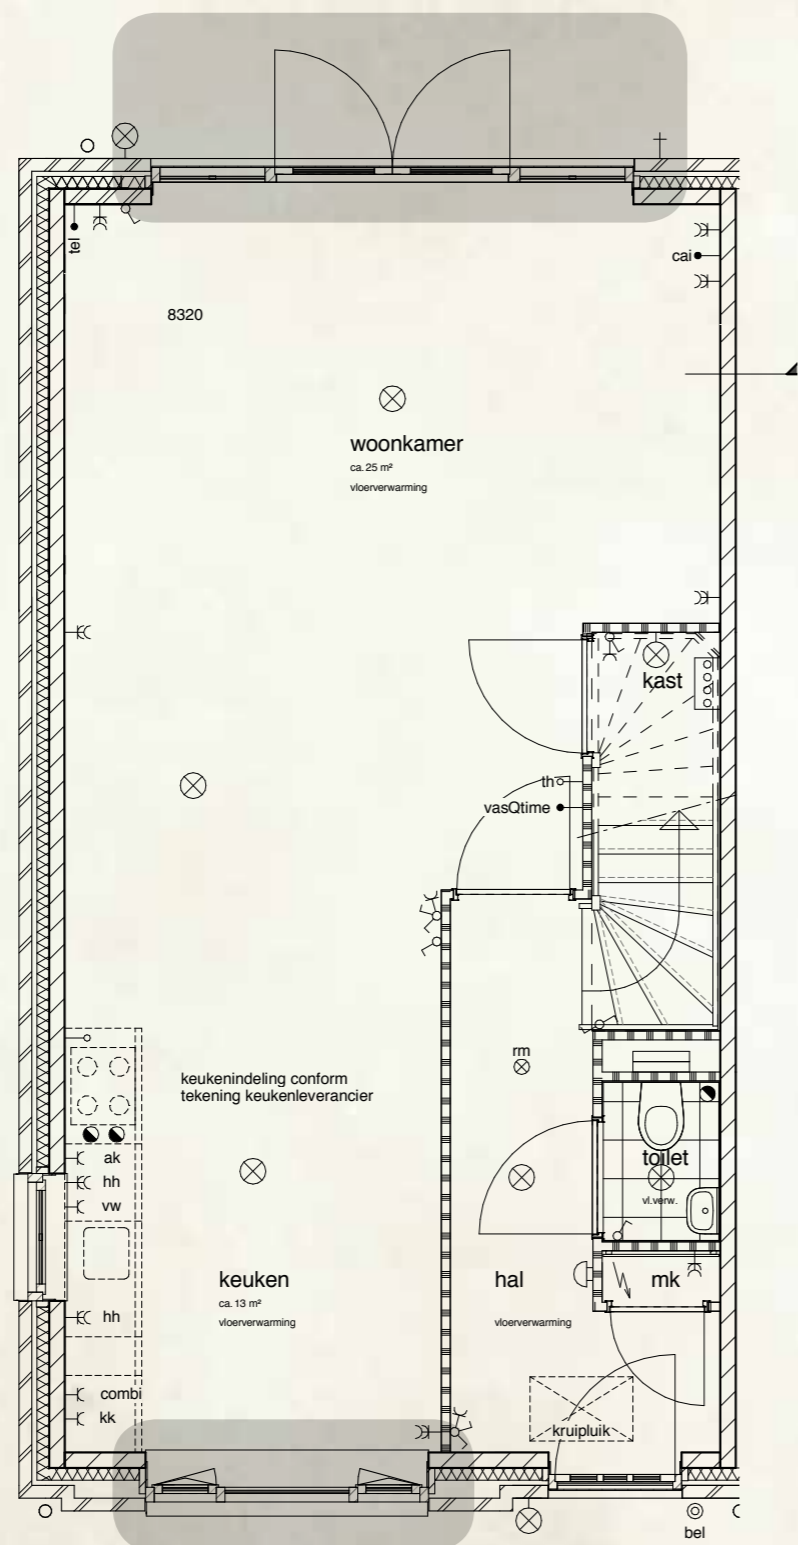 tel
cai
8320
woonkamer
ca. 25 m²
vloerverwarming
kast
th
vasQtime
rm
keukenindeling conform
tekening keukenleverancier
ak
hh
vw
toilet
vl.verw.
keuken
ca. 13 m²
vloerverwarming
hal
vloerverwarming
mk
hh
combi
kk
kruipluik
bel